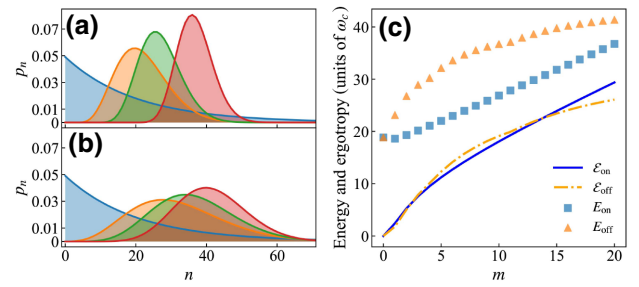 (a)
p_n
0.07
0.05
0.03
0.01
0
(b)
p_n
0.07
0.05
0.03
0.01
0
0 20 40 60
n
(c)
Energy and ergotropy (units of ω_c)
40
30
20
10
0
0 5 10 15 20
m
ℰ_on
ℰ_off
E_on
E_off